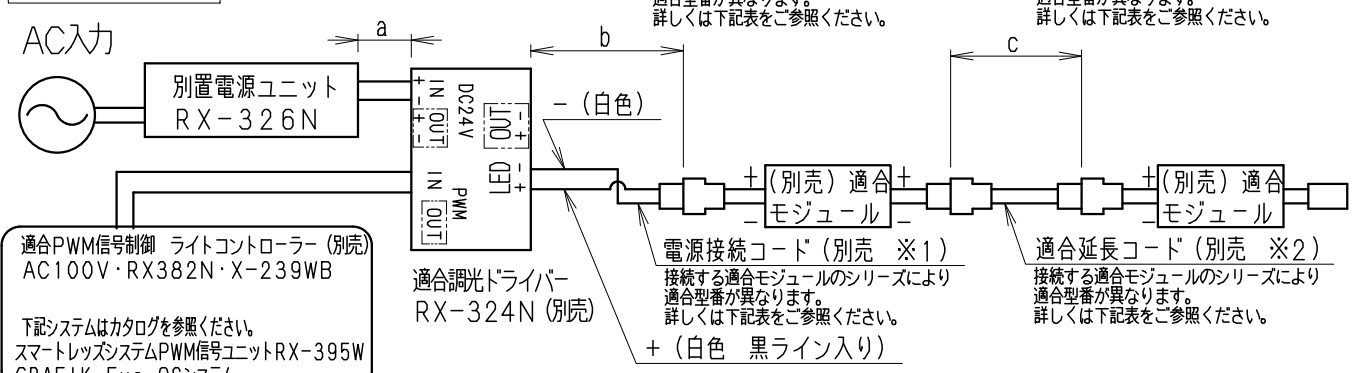 適合型番が異なります。
詳しくは下記表をご参照ください。
適合型番が異なります。
詳しくは下記表をご参照ください。
AC入力
a
b
c
別置電源ユニット
RX-326N
+
-
IN
DC24V
+
-
OUT
OUT
-
+
LED
-
+
IN
PWM
OUT
- (白色)
+
-
(別売) 適合
モジュール
+
-
+
-
(別売) 適合
モジュール
適合PWM信号制御 ライトコントローラー (別売)
AC100V・RX382N・X-239WB
下記システムはカタログを参照ください。
スマートレッズシステムPWM信号ユニットRX-395W
適合調光ドライバー
RX-324N (別売)
電源接続コード (別売 ※1)
接続する適合モジュールのシリーズにより
適合型番が異なります。
詳しくは下記表をご参照ください。
+ (白色 黒ライン入り)
適合延長コード (別売 ※2)
接続する適合モジュールのシリーズにより
適合型番が異なります。
詳しくは下記表をご参照ください。